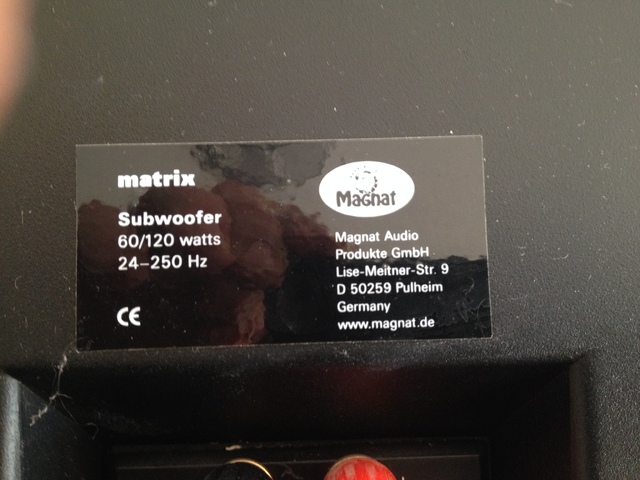 matrix
Subwoofer
60/120 watts
24–250 Hz
CE
Magnat
Magnat Audio
Produkte GmbH
Lise-Meitner-Str. 9
D 50259 Pulheim
Germany
www.magnat.de